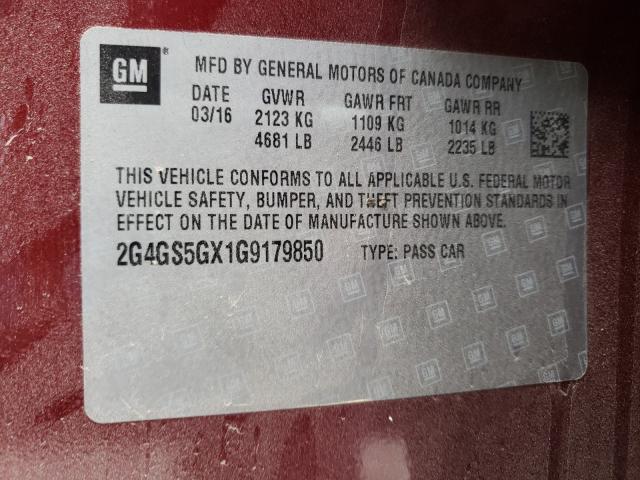 GM
MFD BY GENERAL MOTORS OF CANADA COMPANY
DATE GVWR GAWR FRT GAWR RR
03/16 2123 KG 1109 KG 1014 KG
4681 LB 2446 LB 2235 LB
THIS VEHICLE CONFORMS TO ALL APPLICABLE U.S. FEDERAL MOTOR
VEHICLE SAFETY, BUMPER, AND THEFT PREVENTION STANDARDS IN
EFFECT ON THE DATE OF MANUFACTURE SHOWN ABOVE.
2G4GS5GX1G9179850 TYPE: PASS CAR